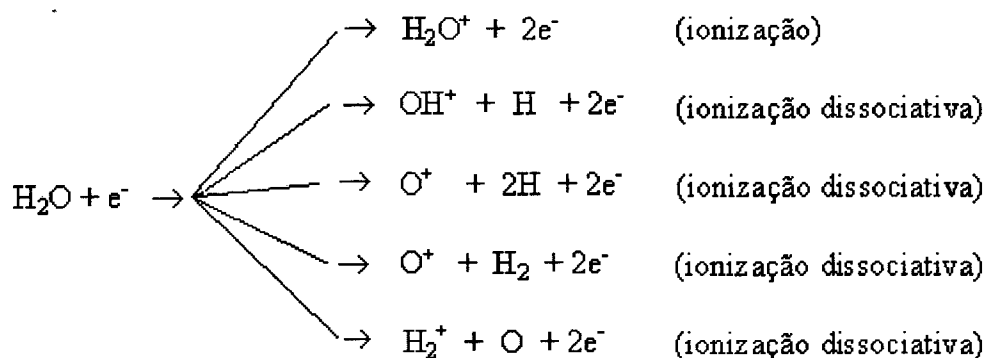 H₂O⁺ + 2e⁻ (ionização)
OH⁺ + H + 2e⁻ (ionização dissociativa)
H₂O + e⁻ → → O⁺ + 2H + 2e⁻ (ionização dissociativa)
→ O⁺ + H₂ + 2e⁻ (ionização dissociativa)
→ H₂⁺ + O + 2e⁻ (ionização dissociativa)